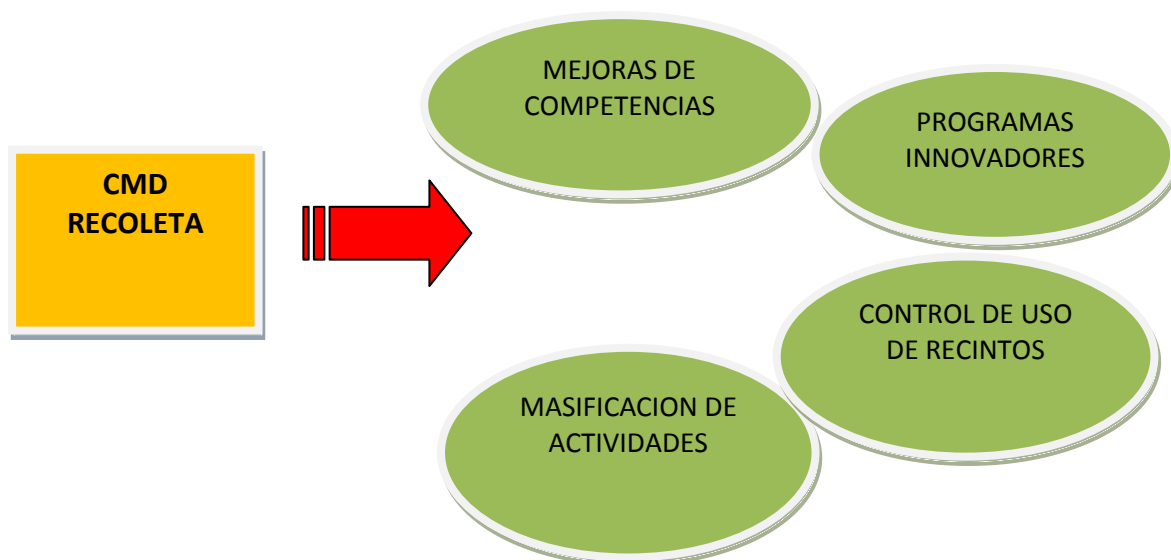 CMD
RECOLETA
MEJORAS DE
COMPETENCIAS
PROGRAMAS
INNOVADORES
CONTROL DE USO
DE RECINTOS
MASIFICACION DE
ACTIVIDADES